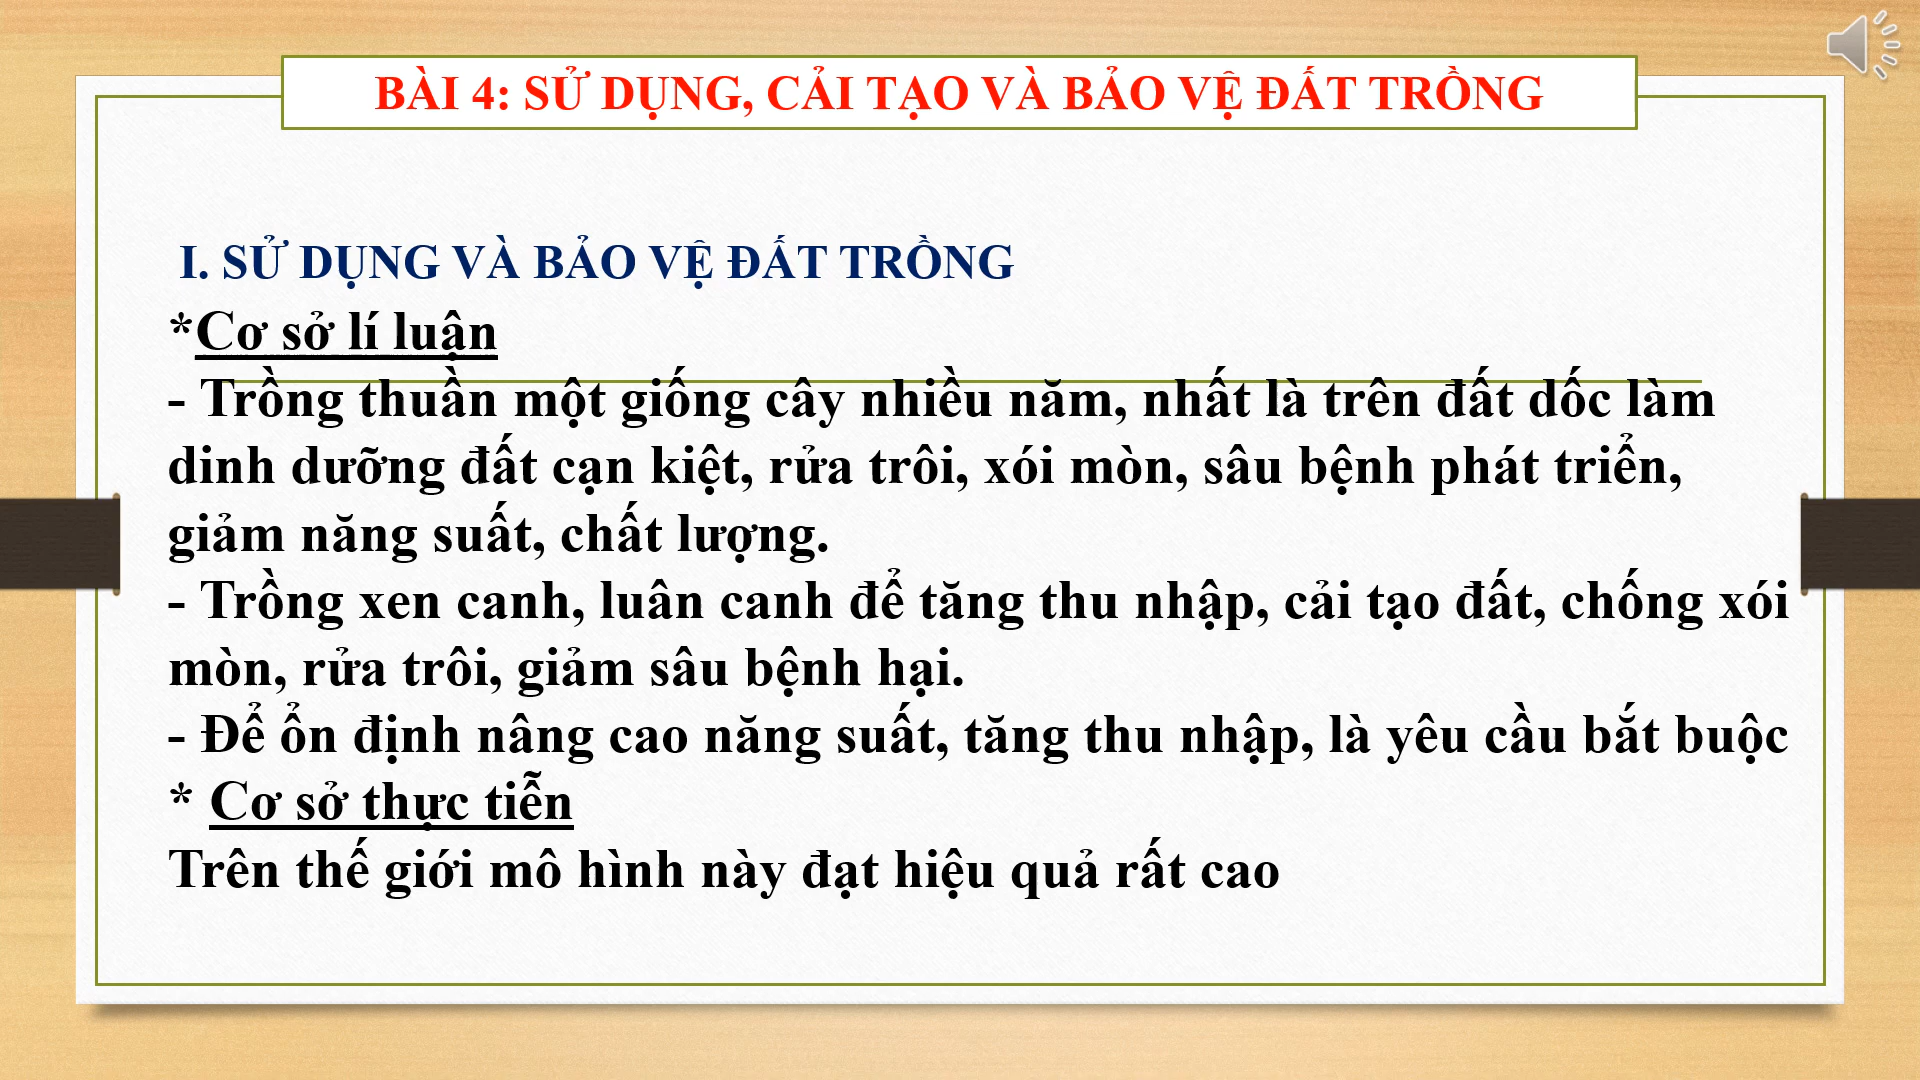 BÀI 4: SỬ DỤNG, CẢI TẠO VÀ BẢO VỆ ĐẤT TRỒNG
I. SỬ DỤNG VÀ BẢO VỆ ĐẤT TRỒNG
*Cơ sở lí luận
- Trồng thuần một giống cây nhiều năm, nhất là trên đất dốc làm
dinh dưỡng đất cạn kiệt, rửa trôi, xói mòn, sâu bệnh phát triển,
giảm năng suất, chất lượng.
- Trồng xen canh, luân canh để tăng thu nhập, cải tạo đất, chống xói
mòn, rửa trôi, giảm sâu bệnh hại.
- Để ổn định nâng cao năng suất, tăng thu nhập, là yêu cầu bắt buộc
* Cơ sở thực tiễn
Trên thế giới mô hình này đạt hiệu quả rất cao